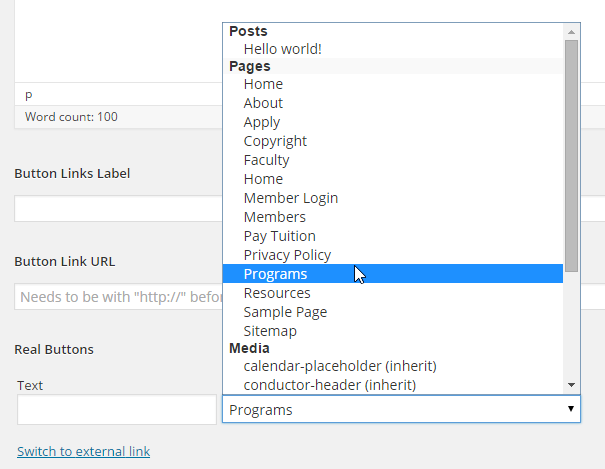 Posts
Hello world!
Pages
Home
About
Apply
Copyright
Faculty
Home
Member Login
Members
Pay Tuition
Privacy Policy
Programs
Resources
Sample Page
Sitemap
Media
calendar-placeholder (inherit)
conductor-header (inherit)
Programs
p
Word count: 100
Button Links Label
Button Link URL
Needs to be with "http://" befor
Real Buttons
Text
Switch to external link